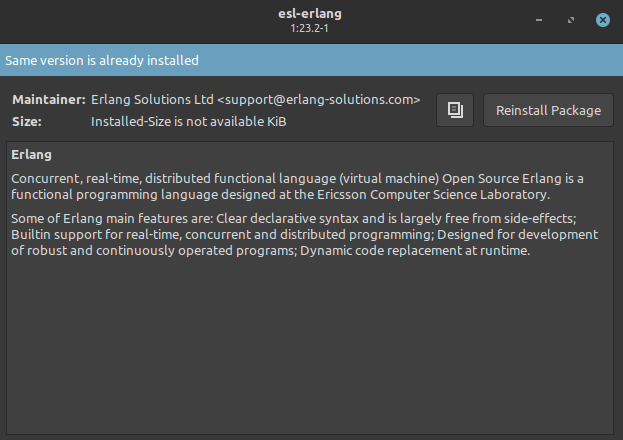 esl-erlang
1:23.2-1
Same version is already installed
Maintainer: Erlang Solutions Ltd <support@erlang-solutions.com>
Reinstall Package
Size: Installed-Size is not available KiB
Erlang
Concurrent, real-time, distributed functional language (virtual machine) Open Source Erlang is a
functional programming language designed at the Ericsson Computer Science Laboratory.
Some of Erlang main features are: Clear declarative syntax and is largely free from side-effects;
Builtin support for real-time, concurrent and distributed programming; Designed for development
of robust and continuously operated programs; Dynamic code replacement at runtime.